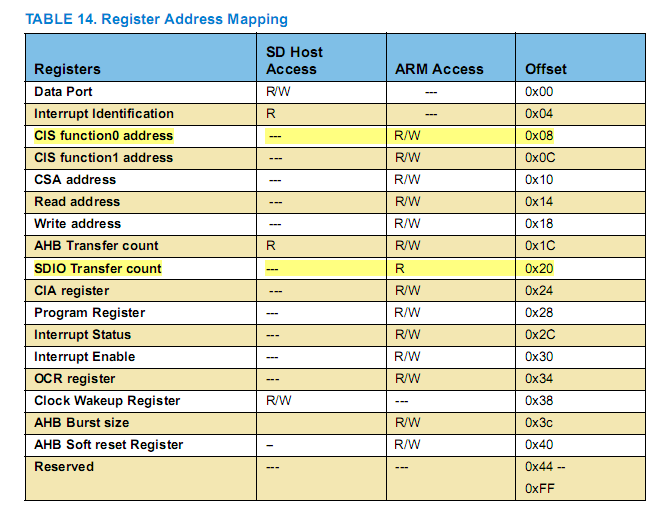 TABLE 14. Register Address Mapping
Registers SD Host Access ARM Access Offset
Data Port R/W --- 0x00
Interrupt Identification R --- 0x04
CIS function0 address --- R/W 0x08
CIS function1 address --- R/W 0x0C
CSA address --- R/W 0x10
Read address --- R/W 0x14
Write address --- R/W 0x18
AHB Transfer count R R/W 0x1C
SDIO Transfer count --- R 0x20
CIA register --- R/W 0x24
Program Register --- R/W 0x28
Interrupt Status --- R/W 0x2C
Interrupt Enable --- R/W 0x30
OCR register --- R/W 0x34
Clock Wakeup Register R/W --- 0x38
AHB Burst size R/W 0x3c
AHB Soft reset Register – R/W 0x40
Reserved --- --- 0x44 --
0xFF